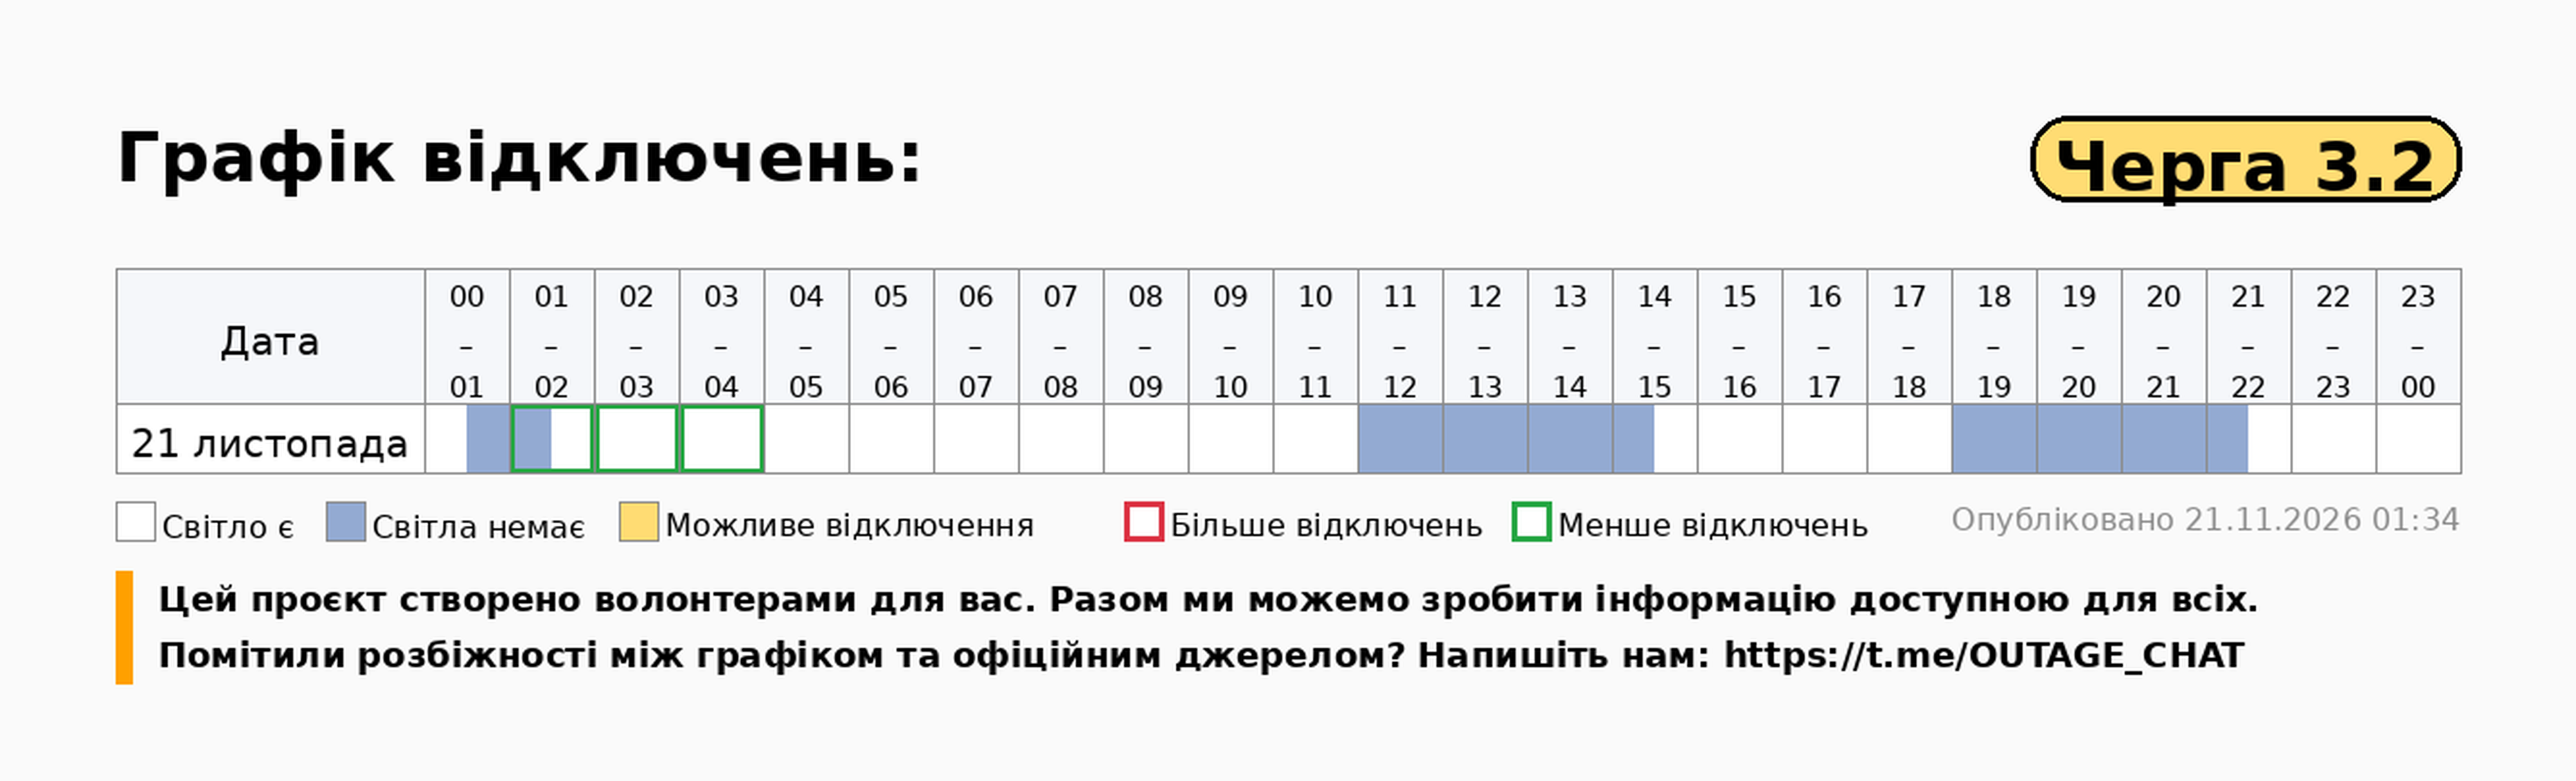 Графік відключень:
Черга 3.2
Дата 00 – 01 01 – 02 02 – 03 03 – 04 04 – 05 05 – 06 06 – 07 07 – 08 08 – 09 09 – 10 10 – 11 11 – 12 12 – 13 13 – 14 14 – 15 15 – 16 16 – 17 17 – 18 18 – 19 19 – 20 20 – 21 21 – 22 22 – 23 23 – 00
21 листопада
Світло є Світла немає Можливе відключення Більше відключень Менше відключень Опубліковано 21.11.2026 01:34
Цей проєкт створено волонтерами для вас. Разом ми можемо зробити інформацію доступною для всіх.
Помітили розбіжності між графіком та офіційним джерелом? Напишіть нам: https://t.me/OUTAGE_CHAT